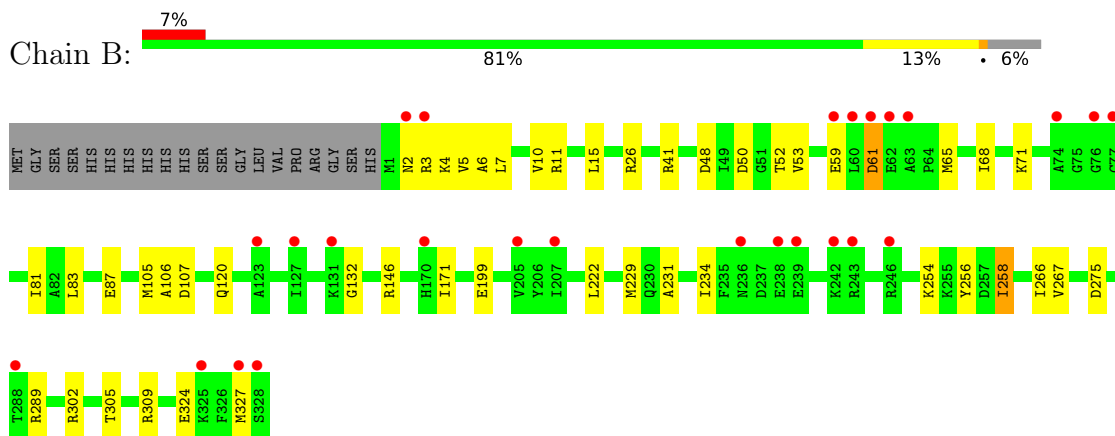 7%
Chain B:
81% 13% • 6%
MET GLY SER SER HIS HIS HIS HIS HIS HIS SER SER GLY LEU VAL PRO ARG GLY SER HIS M1 N2 R3 K4 V5 A6 L7 V10 R11 L15 R26 R41 D48 I49 D50 G51 T52 V53 E59 L60 D61 E62 A63 P64 M65 I68 K71 A74 G75 G76 G77
I81 A82 L83 E87 M105 A106 D107 Q120 A123 I127 K131 G132 R146 H170 I171 E199 V205 Y206 I207 L222 M229 Q230 A231 I234 F235 N236 D237 E238 E239 K242 R243 R246 K254 K255 Y256 D257 I258 I266 V267 D275
T288 R289 R302 T305 R309 E324 K325 F326 M327 S328